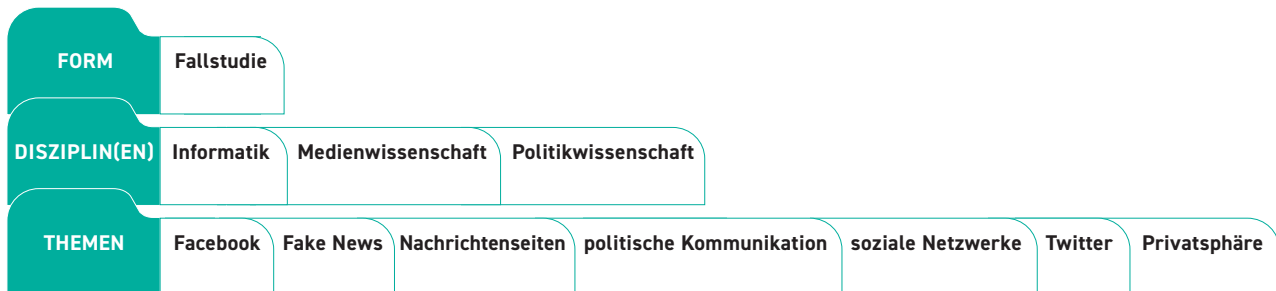 FORM Fallstudie
DISZIPLIN(EN) Informatik Medienwissenschaft Politikwissenschaft
THEMEN Facebook Fake News Nachrichtenseiten politische Kommunikation soziale Netzwerke Twitter Privatsphäre